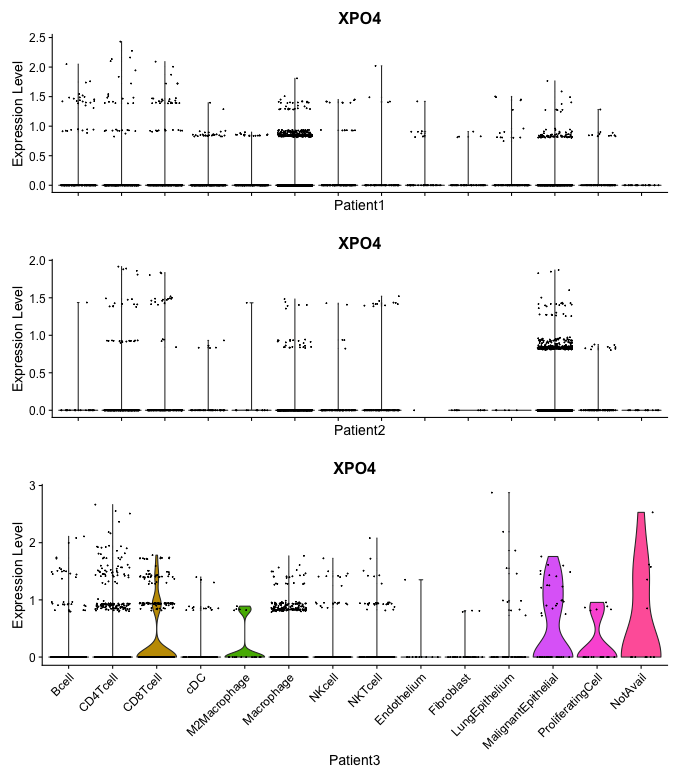 XPO4
Expression Level
2.5
2.0
1.5
1.0
0.5
0.0
Patient1
XPO4
Expression Level
2.0
1.5
1.0
0.5
0.0
Patient2
XPO4
Expression Level
3
2
1
0
Bcell
CD4Tcell
CD8Tcell
cDC
M2Macrophage
Macrophage
NKcell
NKTcell
Endothelium
Fibroblast
LungEpithelium
MalignantEpithelial
ProliferatingCell
NotAvail
Patient3